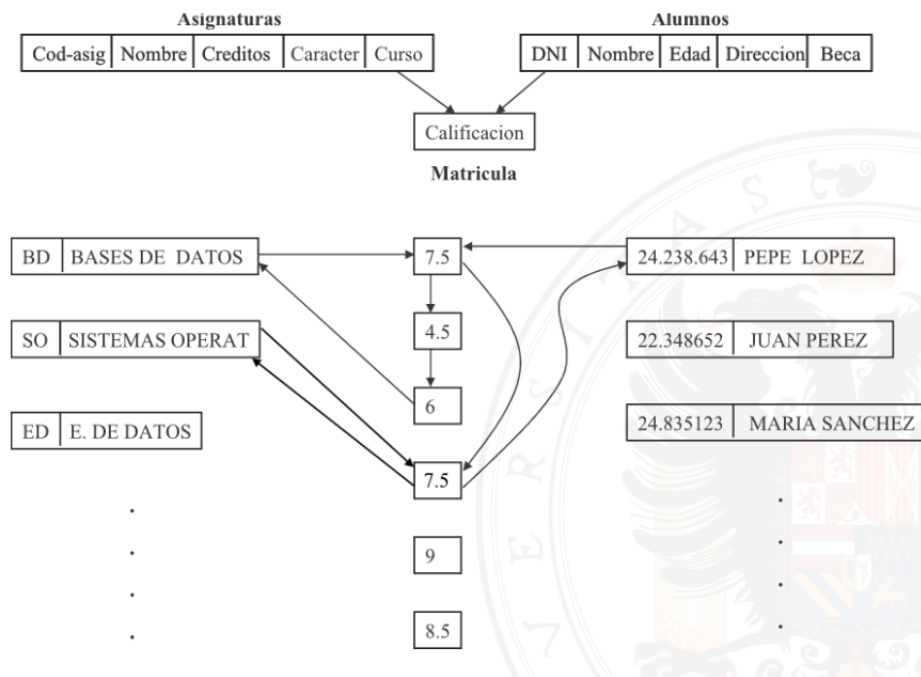 Asignaturas Alumnos
Cod-asig Nombre Creditos Caracter Curso DNI Nombre Edad Direccion Beca
Calificacion
Matricula
BD BASES DE DATOS 7.5 24.238.643 PEPE LOPEZ
SO SISTEMAS OPERAT 4.5 22.348652 JUAN PEREZ
6
ED E. DE DATOS 24.835123 MARIA SANCHEZ
7.5
9
8.5
VERSITAS